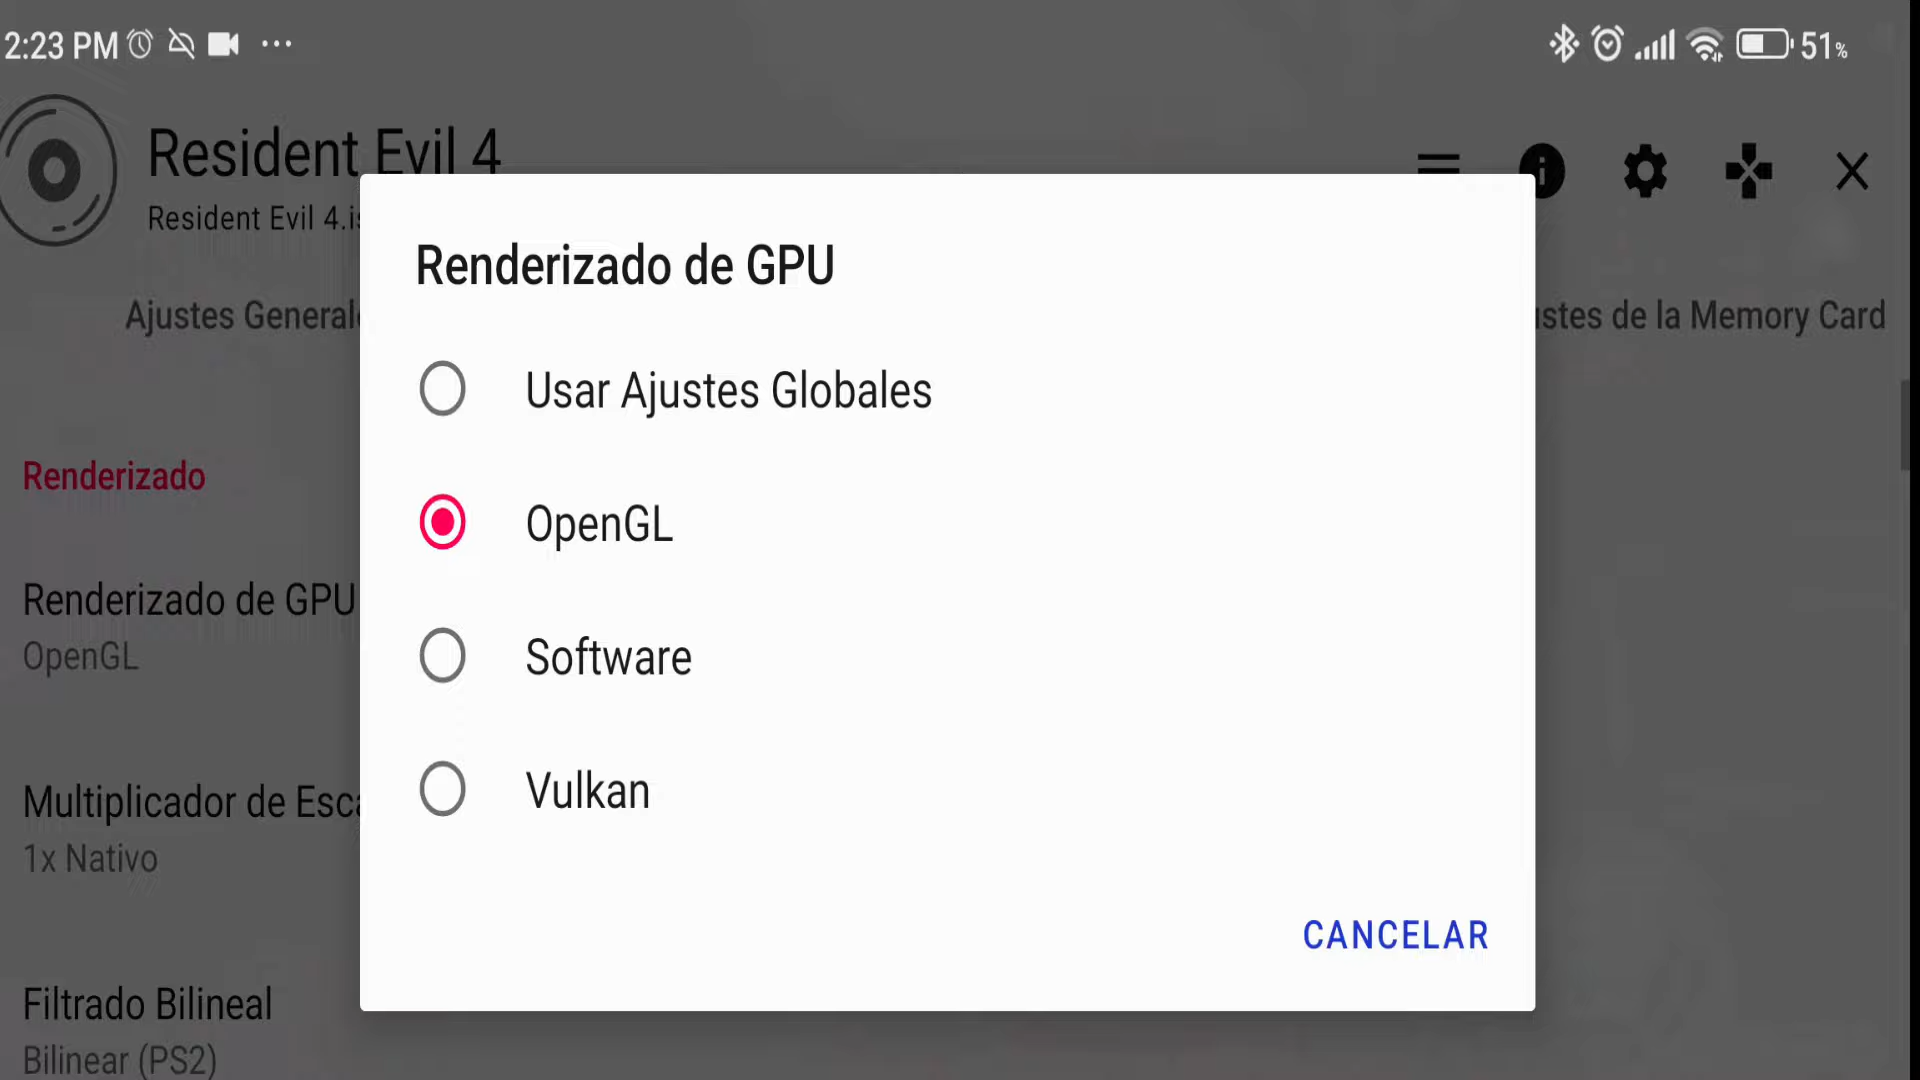 2:23 PM
51%
Resident Evil 4
Resident Evil 4.is
Ajustes General
stes de la Memory Card
Renderizado de GPU
Usar Ajustes Globales
OpenGL
Software
Vulkan
CANCELAR
Renderizado
Renderizado de GPU
OpenGL
Multiplicador de Esca
1x Nativo
Filtrado Bilineal
Bilinear (PS2)